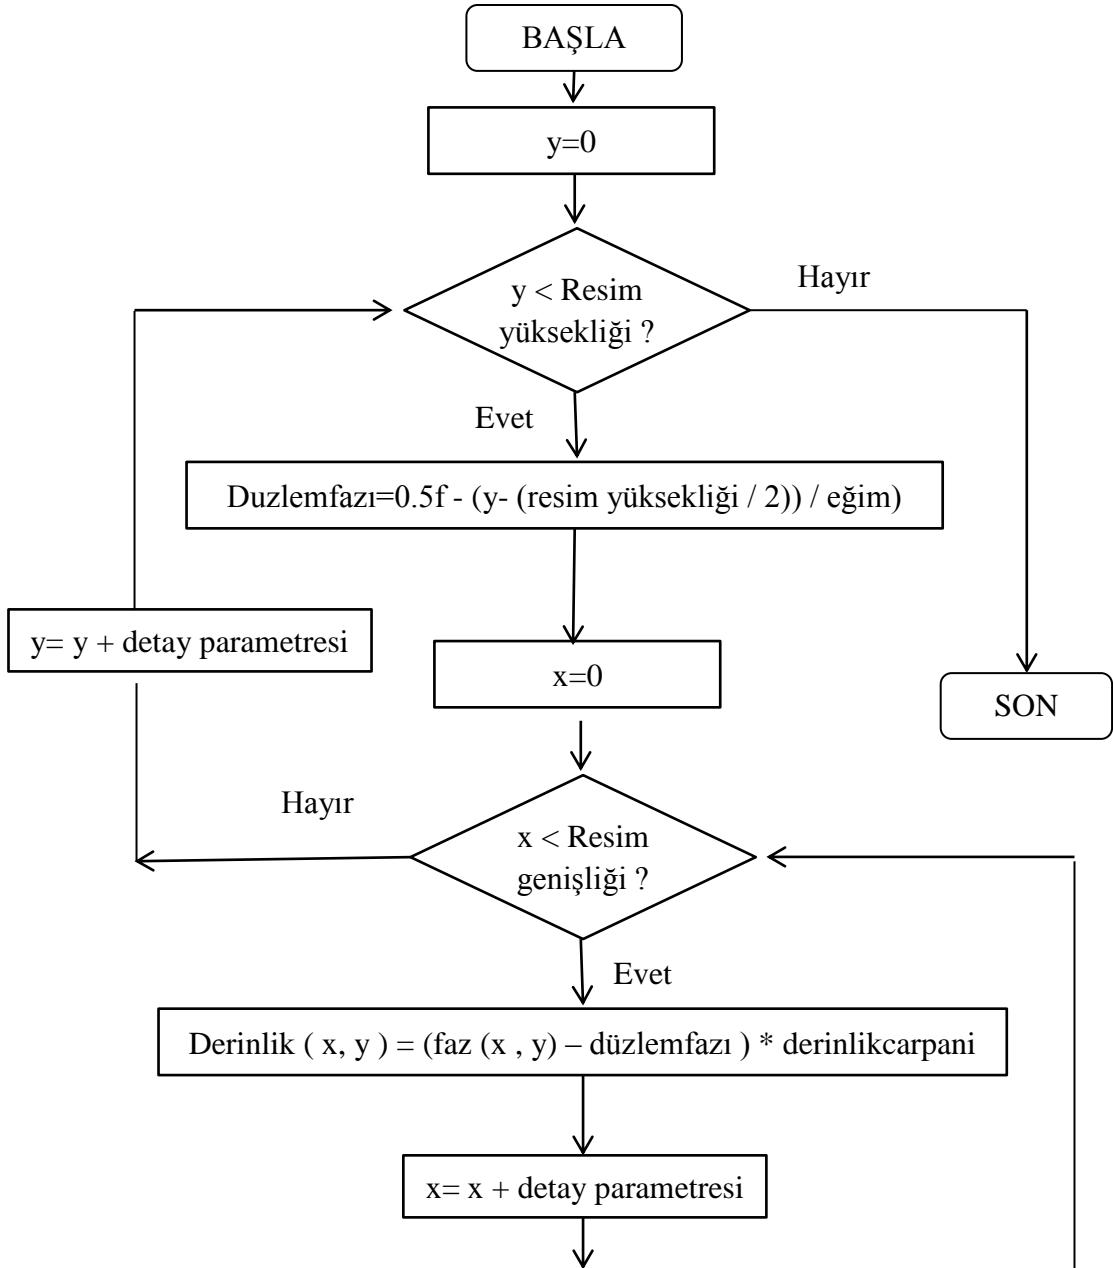 BAŞLA
y=0
y < Resim
yüksekliği ?
Hayır
Evet
Duzlemfazı=0.5f - (y- (resim yüksekliği / 2)) / eğim)
y= y + detay parametresi
x=0
SON
Hayır
x < Resim
genişliği ?
Evet
Derinlik ( x, y ) = (faz (x , y) – düzlemfazı ) * derinlikcarpani
x= x + detay parametresi